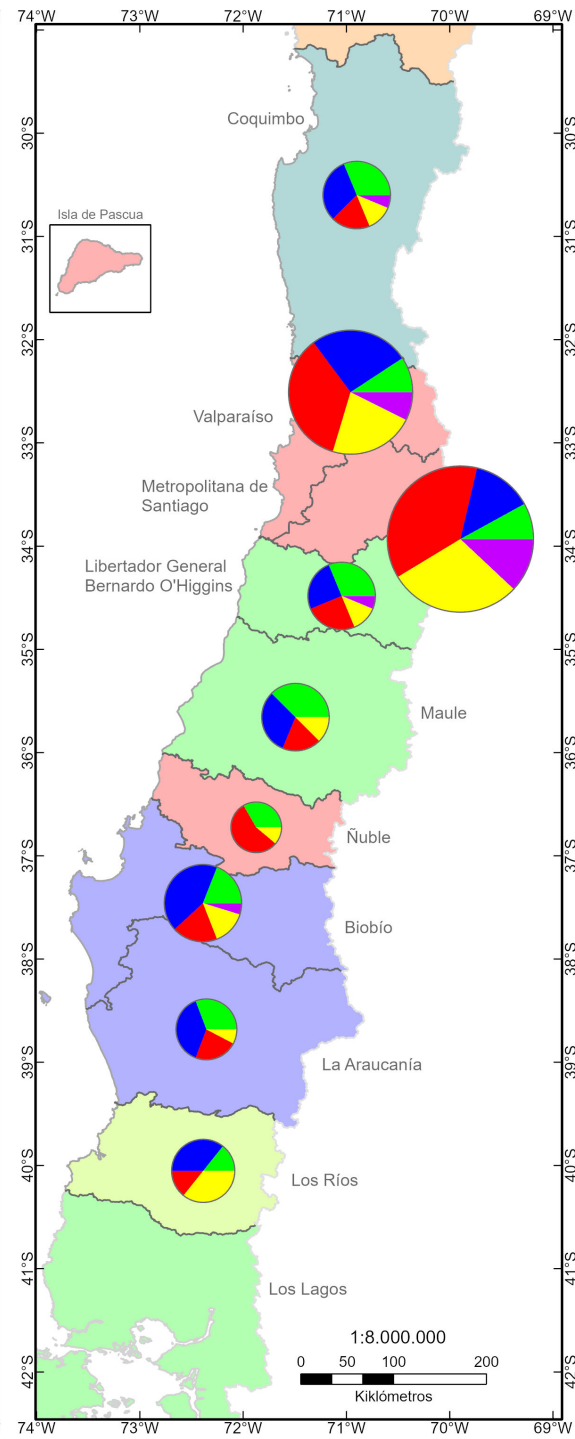 74°W 73°W 72°W 71°W 70°W 69°W
30°S 30°S
31°S 31°S
32°S 32°S
33°S 33°S
34°S 34°S
35°S 35°S
36°S 36°S
37°S 37°S
38°S 38°S
39°S 39°S
40°S 40°S
41°S 41°S
42°S 42°S
Coquimbo
Isla de Pascua
Valparaíso
Metropolitana de
Santiago
Libertador General
Bernardo O'Higgins
Maule
Ñuble
Biobío
La Araucanía
Los Ríos
Los Lagos
1:8.000.000
0 50 100 200
Kiklómetros
74°W 73°W 72°W 71°W 70°W 69°W